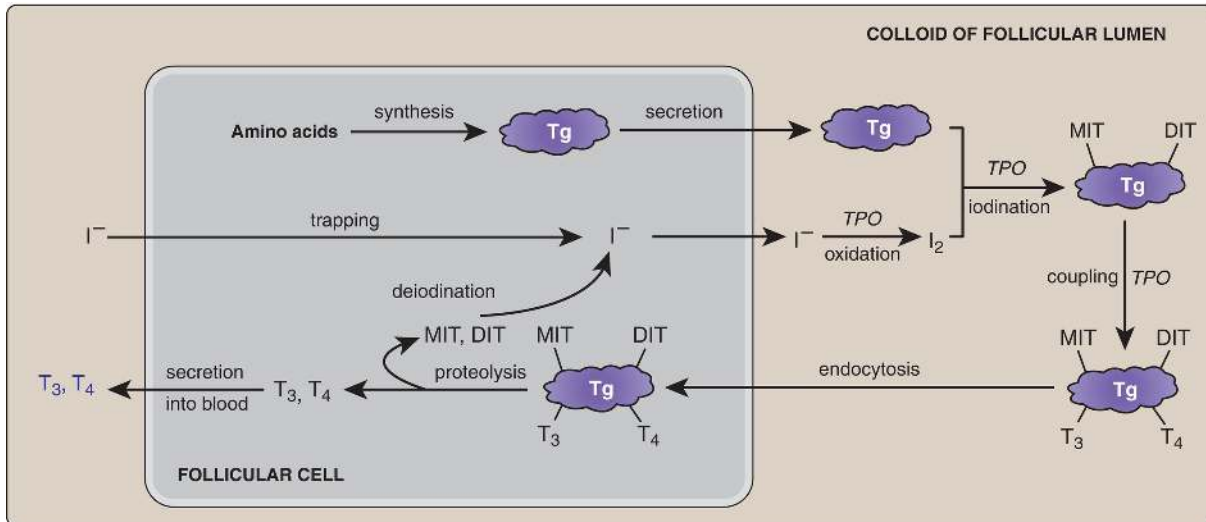 COLLOID OF FOLLICULAR LUMEN
Amino acids
synthesis
Tg
secretion
Tg
MIT
DIT
Tg
TPO
iodination
I⁻
trapping
I⁻
I⁻
TPO
oxidation
I₂
coupling
TPO
deiodination
MIT, DIT
MIT
DIT
Tg
T₃
T₄
proteolysis
endocytosis
MIT
DIT
Tg
T₃
T₄
T₃, T₄
secretion
into blood
T₃, T₄
FOLLICULAR CELL